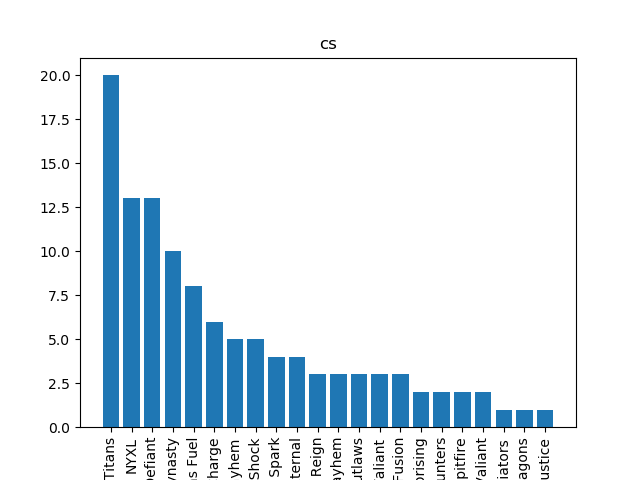 cs
20.0
17.5
15.0
12.5
10.0
7.5
5.0
2.5
0.0
Titans
NYXL
Defiant
ynasty
s Fuel
harge
yhem
Shock
Spark
ternal
Reign
ayhem
utlaws
aliant
Fusion
rising
unters
pitfire
Valiant
iators
agons
ustice